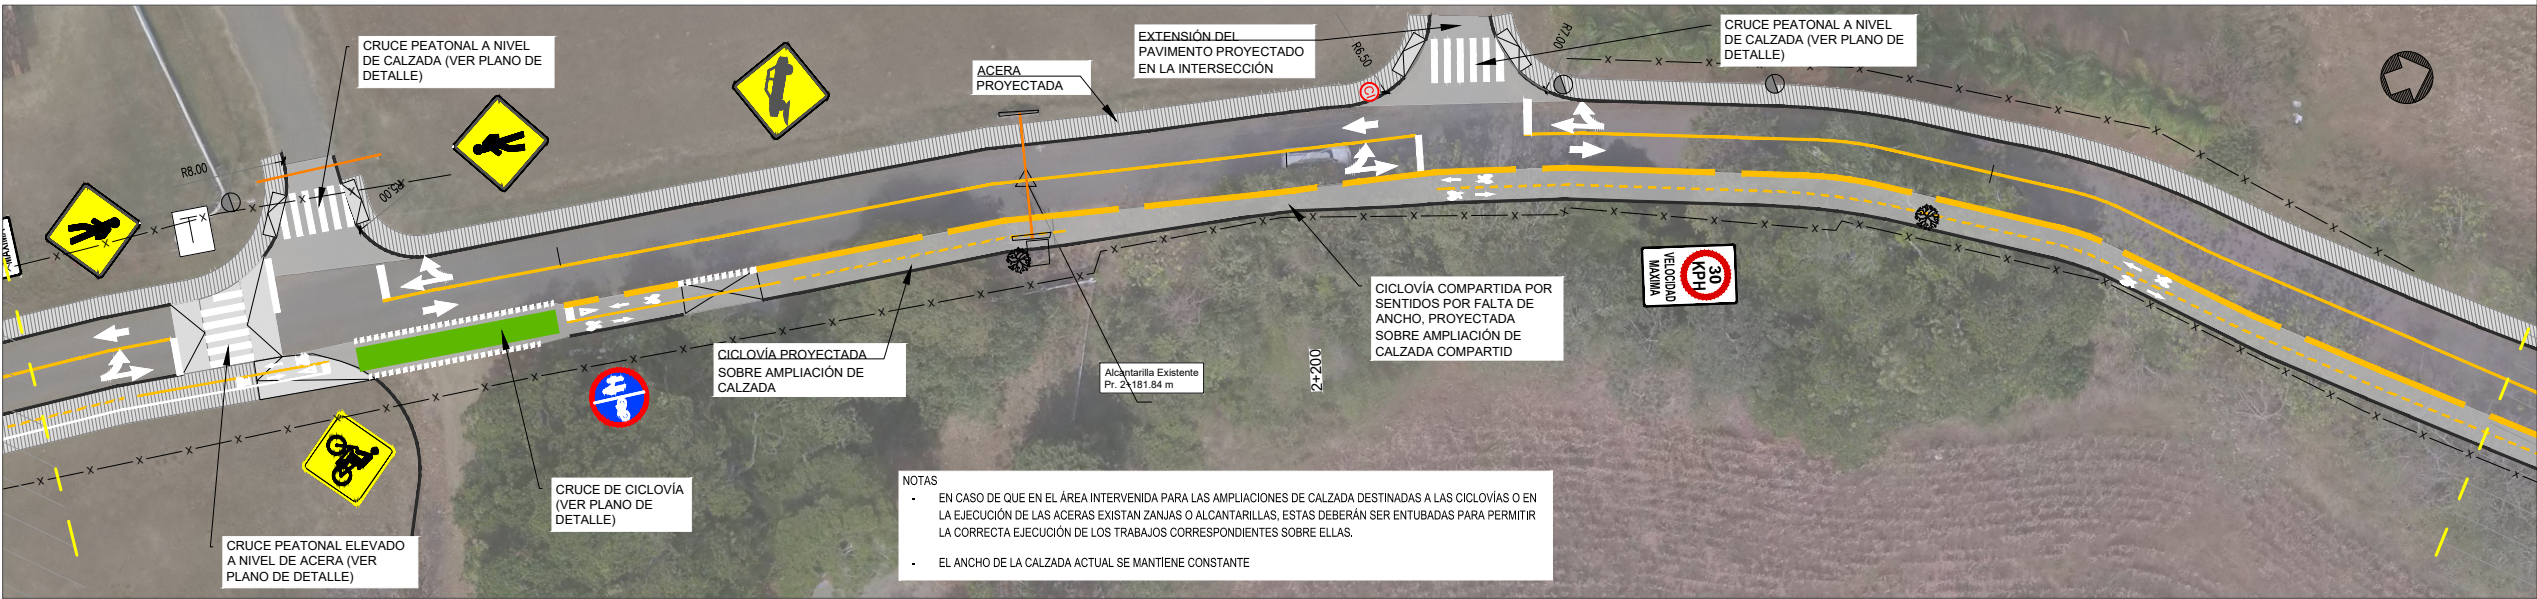 CRUCE PEATONAL A NIVEL
DE CALZADA (VER PLANO DE
DETALLE)
ACERA
PROYECTADA
EXTENSIÓN DEL
PAVIMENTO PROYECTADO
EN LA INTERSECCIÓN
CRUCE PEATONAL A NIVEL
DE CALZADA (VER PLANO DE
DETALLE)
R8.00
R5.00
R6.50
R7.00
VELOCIDAD
MAXIMA
30
KPH
CICLOVÍA COMPARTIDA POR
SENTIDOS POR FALTA DE
ANCHO, PROYECTADA
SOBRE AMPLIACIÓN DE
CALZADA COMPARTID
CICLOVÍA PROYECTADA
SOBRE AMPLIACIÓN DE
CALZADA
Alcantarilla Existente
Pr. 2+181.84 m
2+200
CRUCE DE CICLOVÍA
(VER PLANO DE
DETALLE)
CRUCE PEATONAL ELEVADO
A NIVEL DE ACERA (VER
PLANO DE DETALLE)
NOTAS
- EN CASO DE QUE EN EL ÁREA INTERVENIDA PARA LAS AMPLIACIONES DE CALZADA DESTINADAS A LAS CICLOVÍAS O EN
LA EJECUCIÓN DE LAS ACERAS EXISTAN ZANJAS O ALCANTARILLAS, ESTAS DEBERÁN SER ENTUBADAS PARA PERMITIR
LA CORRECTA EJECUCIÓN DE LOS TRABAJOS CORRESPONDIENTES SOBRE ELLAS.
- EL ANCHO DE LA CALZADA ACTUAL SE MANTIENE CONSTANTE